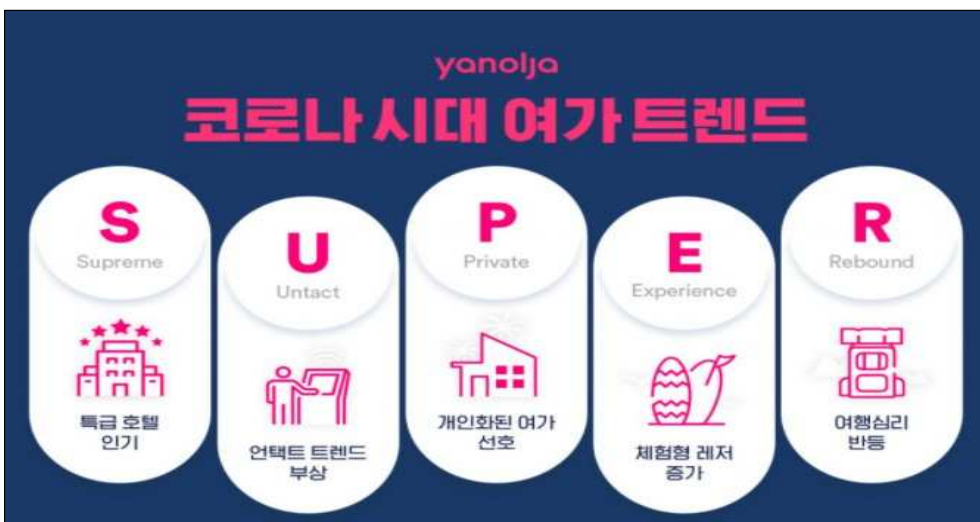 yanolja
코로나 시대 여가 트렌드
S
Supreme
특급 호텔
인기
U
Untact
언택트 트렌드
부상
P
Private
개인화된 여가
선호
E
Experience
체험형 레저
증가
R
Rebound
여행심리
반등